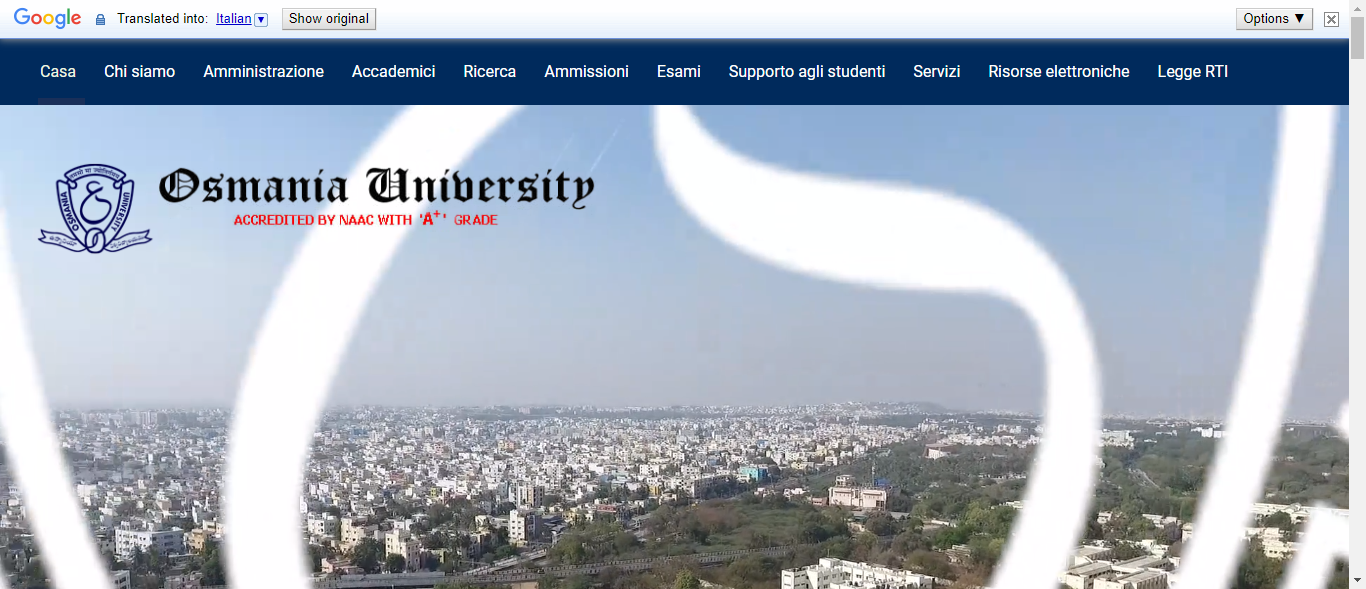 Google Translated into: Italian Show original Options ▼
Casa Chi siamo Amministrazione Accademici Ricerca Ammissioni Esami Supporto agli studenti Servizi Risorse elettroniche Legge RTI
Osmania University
ACCREDITED BY NAAC WITH 'A+' GRADE
OSMANIA UNIVERSITY